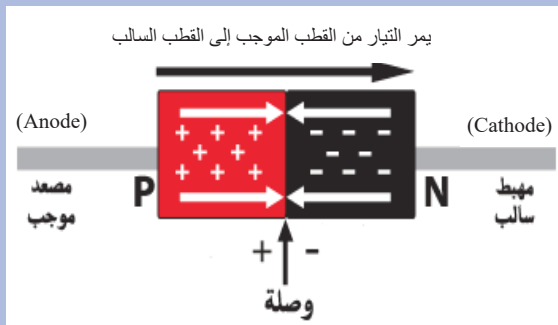 يمر التيار من القطب الموجب إلى القطب السالب
(Anode)
(Cathode)
مصعد
موجب
P
+ + +
+ +
+ + +
- - -
- - -
- - -
N
مهبط
سالب
+ -
وصلة